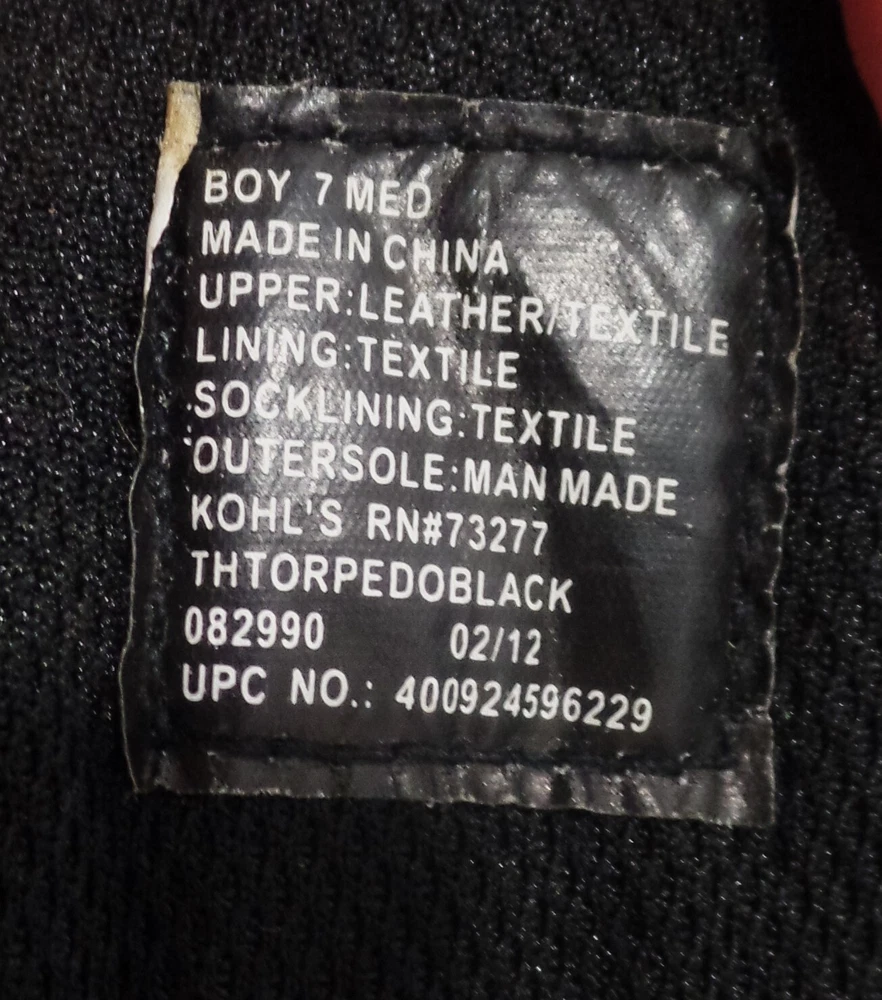 BOY 7 MED
MADE IN CHINA
UPPER:LEATHER/TEXTILE
LINING:TEXTILE
SOCKLINING:TEXTILE
OUTERSOLE:MAN MADE
KOHL'S RN#73277
THTORPEDOBLACK
082990 02/12
UPC NO.: 400924596229